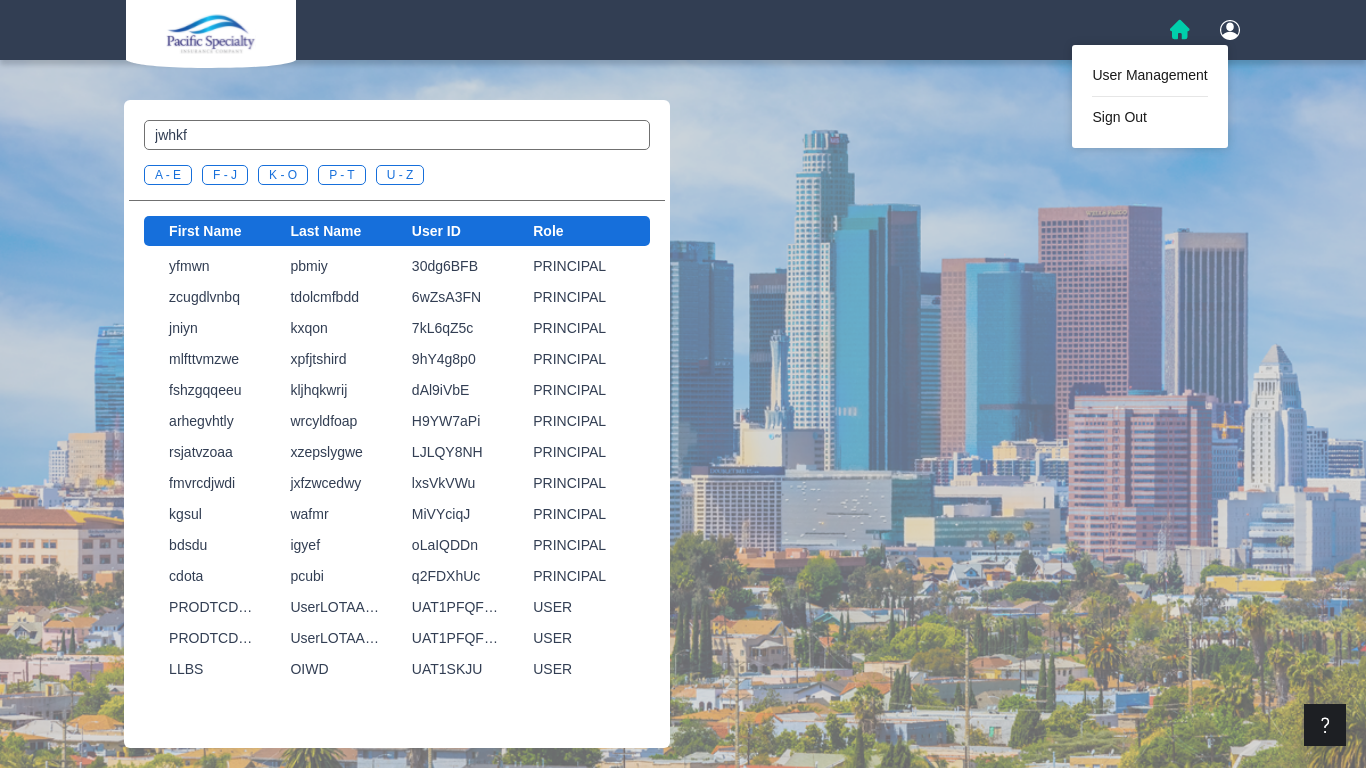 Pacific Specialty
INSURANCE COMPANY
User Management
Sign Out
jwhkf
A - E F - J K - O P - T U - Z
First Name Last Name User ID Role
yfmwn pbmiy 30dg6BFB PRINCIPAL
zcugdlvnbq tdolcmfbdd 6wZsA3FN PRINCIPAL
jniyn kxqon 7kL6qZ5c PRINCIPAL
mlfttvmzwe xpfjtshird 9hY4g8p0 PRINCIPAL
fshzgqqeeu kljhqkwrij dAl9iVbE PRINCIPAL
arhegvhtly wrcyldfoap H9YW7aPi PRINCIPAL
rsjatvzoaa xzepslygwe LJLQY8NH PRINCIPAL
fmvrcdjwdi jxfzwcedwy lxsVkVWu PRINCIPAL
kgsul wafmr MiVYciqJ PRINCIPAL
bdsdu igyef oLaIQDDn PRINCIPAL
cdota pcubi q2FDXhUc PRINCIPAL
PRODTCD... UserLOTAA... UAT1PFQF... USER
PRODTCD... UserLOTAA... UAT1PFQF... USER
LLBS OIWD UAT1SKJU USER
?